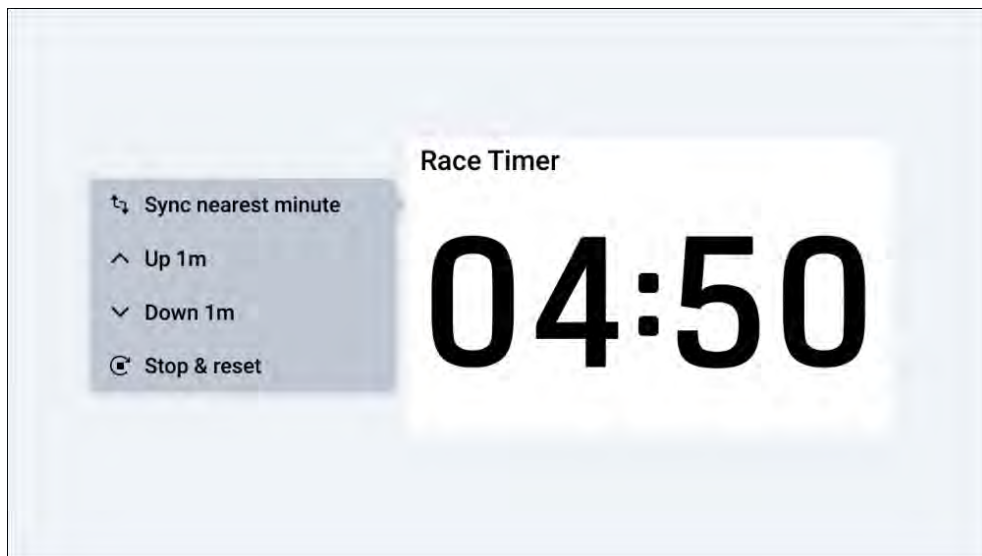 Race Timer
Sync nearest minute
Up 1m
Down 1m
Stop & reset
04:50